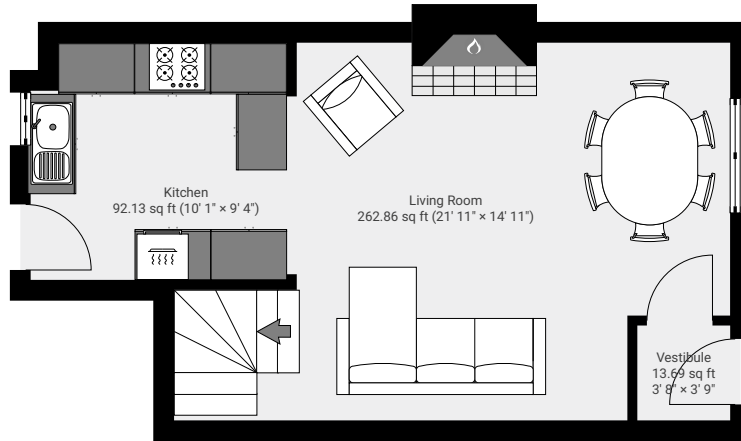 Kitchen
92.13 sq ft (10' 1" × 9' 4")
Living Room
262.86 sq ft (21' 11" × 14' 11")
Vestibule
13.69 sq ft
3' 8" × 3' 9"